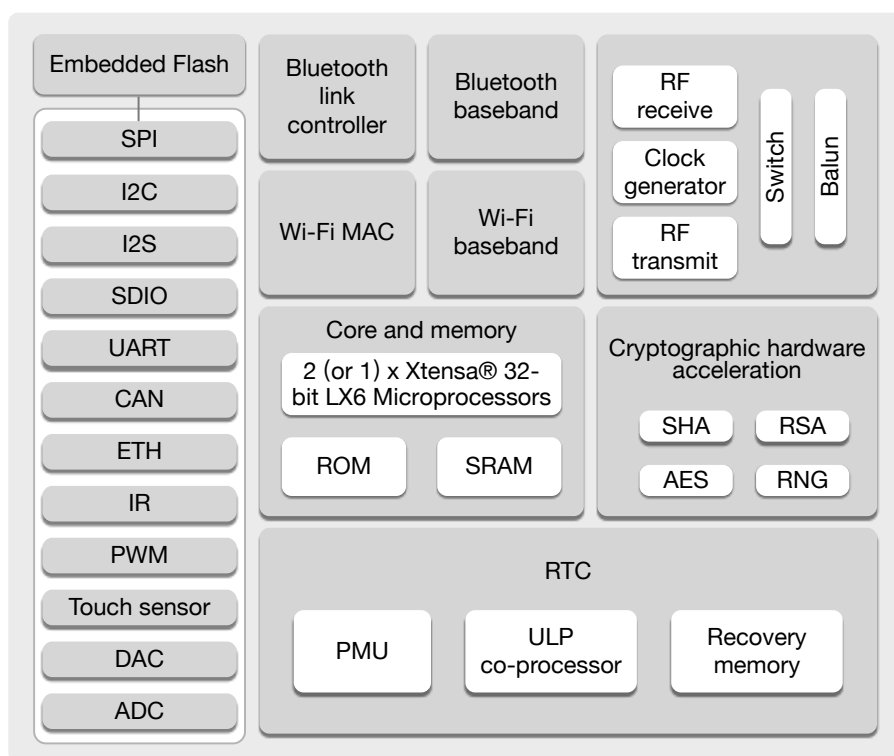 Embedded Flash
SPI
I2C
I2S
SDIO
UART
CAN
ETH
IR
PWM
Touch sensor
DAC
ADC
Bluetooth
link
controller
Bluetooth
baseband
Wi-Fi MAC
Wi-Fi
baseband
RF
receive
Clock
generator
RF
transmit
Switch
Balun
Core and memory
2 (or 1) x Xtensa® 32-
bit LX6 Microprocessors
ROM
SRAM
Cryptographic hardware
acceleration
SHA
RSA
AES
RNG
RTC
PMU
ULP
co-processor
Recovery
memory